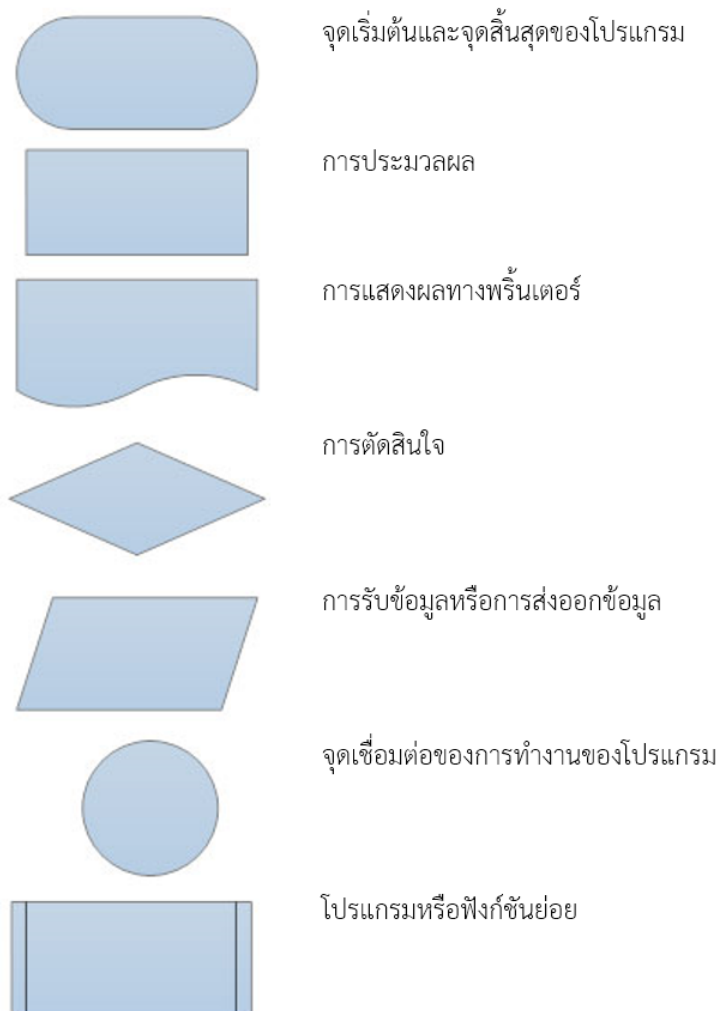 จุดเริ่มต้นและจุดสิ้นสุดของโปรแกรม
การประมวลผล
การแสดงผลทางพริ้นเตอร์
การตัดสินใจ
การรับข้อมูลหรือการส่งออกข้อมูล
จุดเชื่อมต่อของการทำงานของโปรแกรม
โปรแกรมหรือฟังก์ชันย่อย